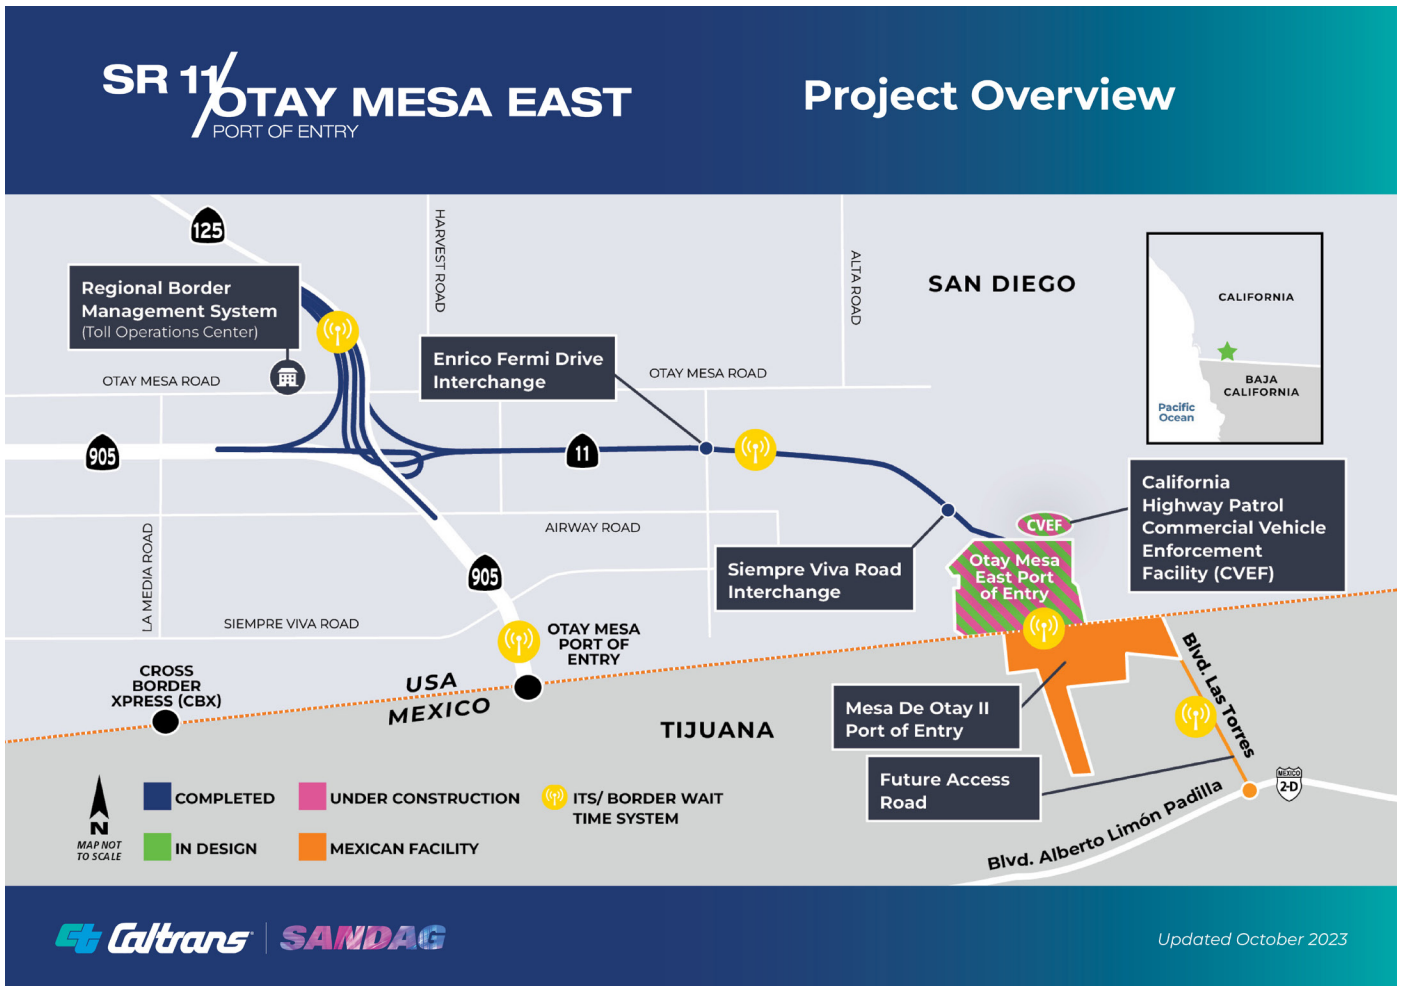 SR 11/OTAY MESA EAST
PORT OF ENTRY
Project Overview
125
HARVEST ROAD
ALTA ROAD
SAN DIEGO
CALIFORNIA
BAJA
CALIFORNIA
Pacific
Ocean
Regional Border
Management System
(Toll Operations Center)
OTAY MESA ROAD
Enrico Fermi Drive
Interchange
OTAY MESA ROAD
905
11
California
Highway Patrol
Commercial Vehicle
Enforcement
Facility (CVEF)
CVEF
LA MEDIA ROAD
AIRWAY ROAD
905
Siempre Viva Road
Interchange
Otay Mesa
East Port
of Entry
SIEMPRE VIVA ROAD
OTAY MESA
PORT OF
ENTRY
CROSS
BORDER
XPRESS (CBX)
USA
MEXICO
TIJUANA
Mesa De Otay II
Port of Entry
Blvd. Las Torres
Future Access
Road
MEXICO
2-D
Blvd. Alberto Limón Padilla
N
MAP NOT
TO SCALE
COMPLETED
UNDER CONSTRUCTION
ITS/ BORDER WAIT
TIME SYSTEM
IN DESIGN
MEXICAN FACILITY
ct Caltrans
SANDAG
Updated October 2023